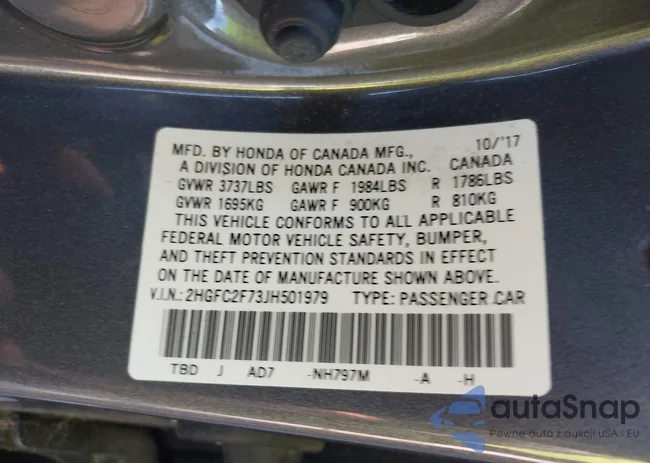 MFD. BY HONDA OF CANADA MFG., 10/'17
A DIVISION OF HONDA CANADA INC. CANADA
GVWR 3737LBS GAWR F 1984LBS R 1786LBS
GVWR 1695KG GAWR F 900KG R 810KG
THIS VEHICLE CONFORMS TO ALL APPLICABLE
FEDERAL MOTOR VEHICLE SAFETY, BUMPER,
AND THEFT PREVENTION STANDARDS IN EFFECT
ON THE DATE OF MANUFACTURE SHOWN ABOVE.
V.I.N.: 2HGFC2F73JH501979 TYPE: PASSENGER CAR
TBD J AD7 -NH797M -A -H
autaSnap
Pewne auto z aukcji USA i EU